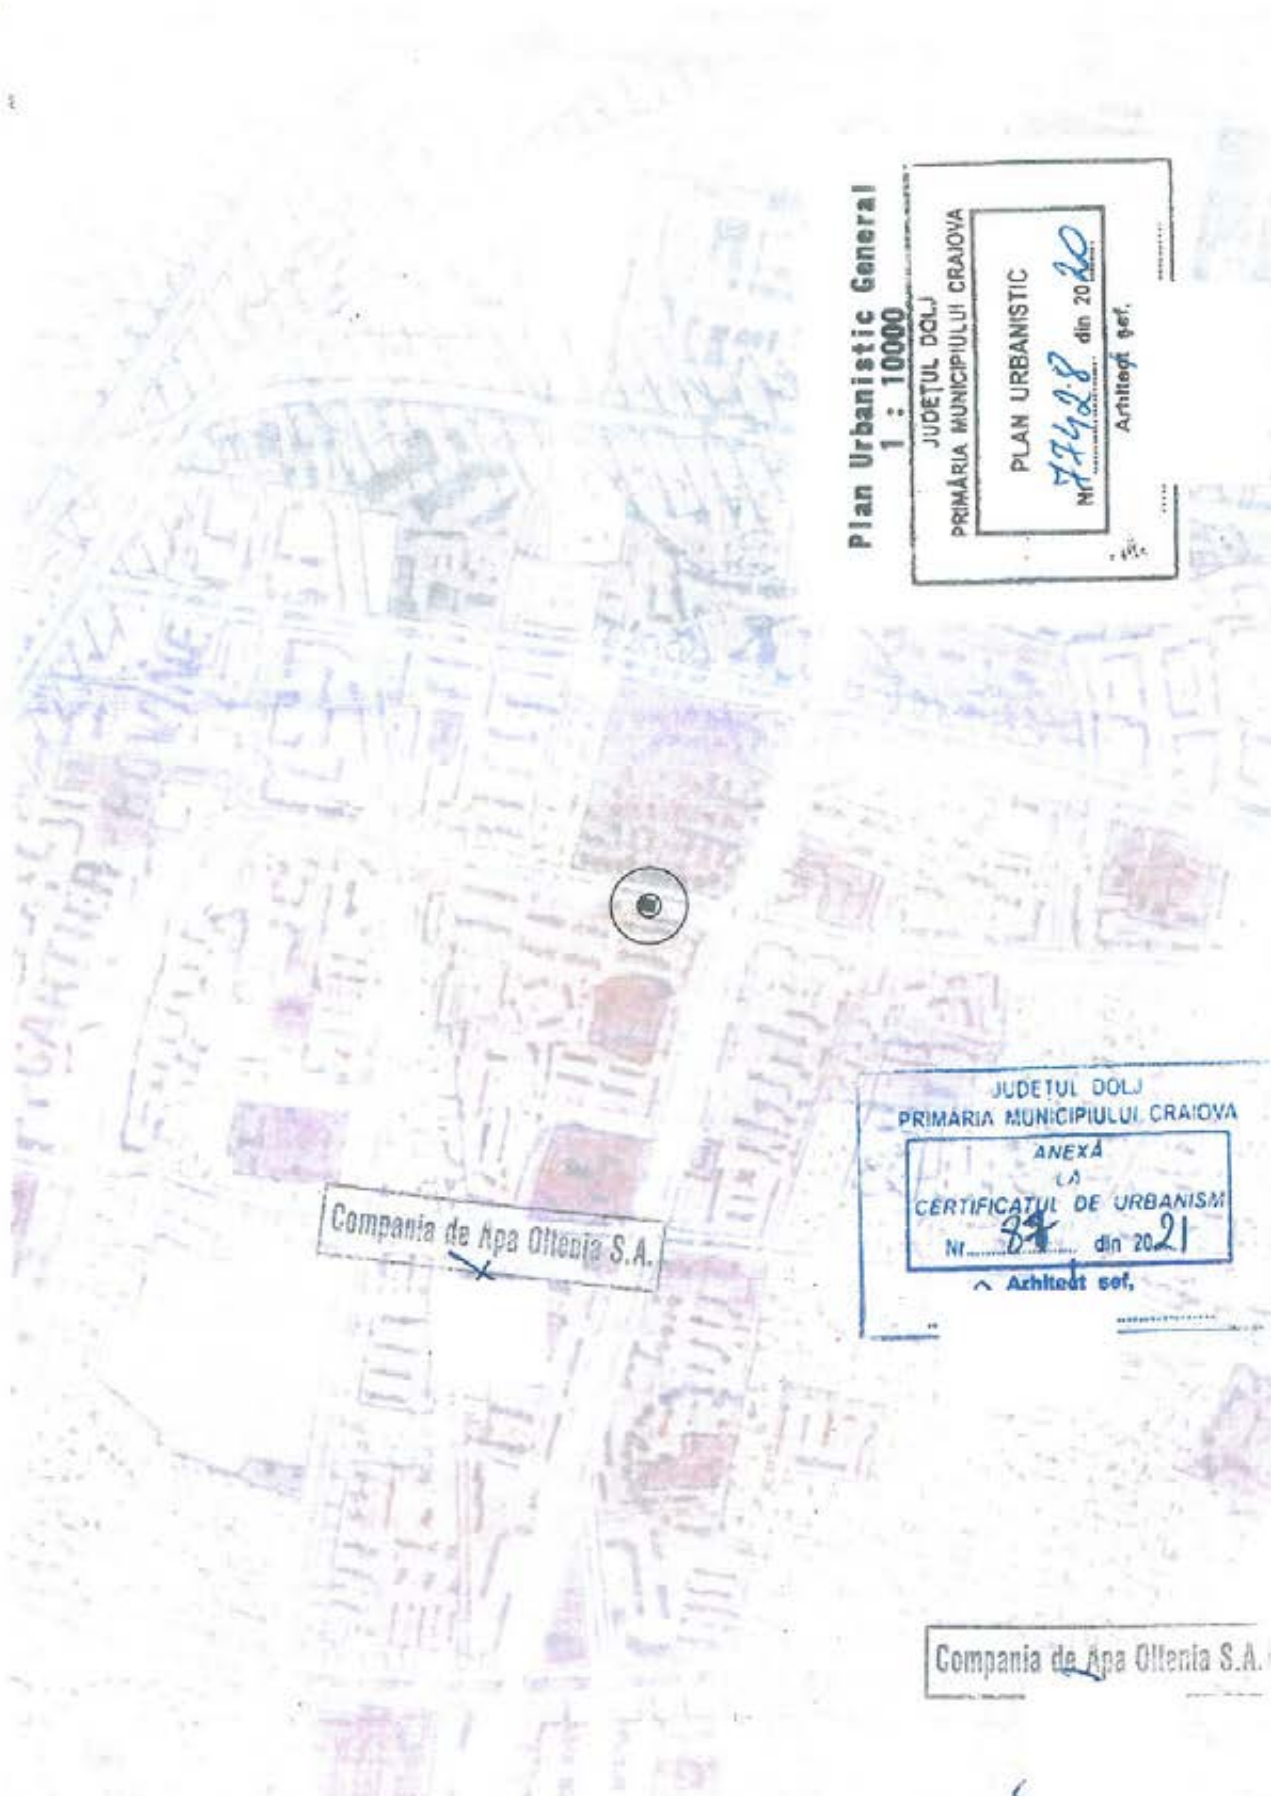 Plan Urbanistic General
1 : 10000
JUDEȚUL DOLJ
PRIMĂRIA MUNICIPIULUI CRAIOVA
PLAN URBANISTIC
Nr 77428 din 2020
Arhitect șef,
JUDEȚUL DOLJ
PRIMĂRIA MUNICIPIULUI CRAIOVA
ANEXĂ
LA
CERTIFICATUL DE URBANISM
Nr. din 2021
Arhitect șef,
Compania de Apa Oltenia S.A.
Compania de Apa Oltenia S.A.